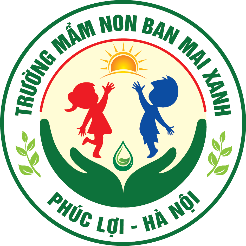 TRƯỜNG MẦM NON BAN MAI XANH
PHÚC LỢI - HÀ NỘI